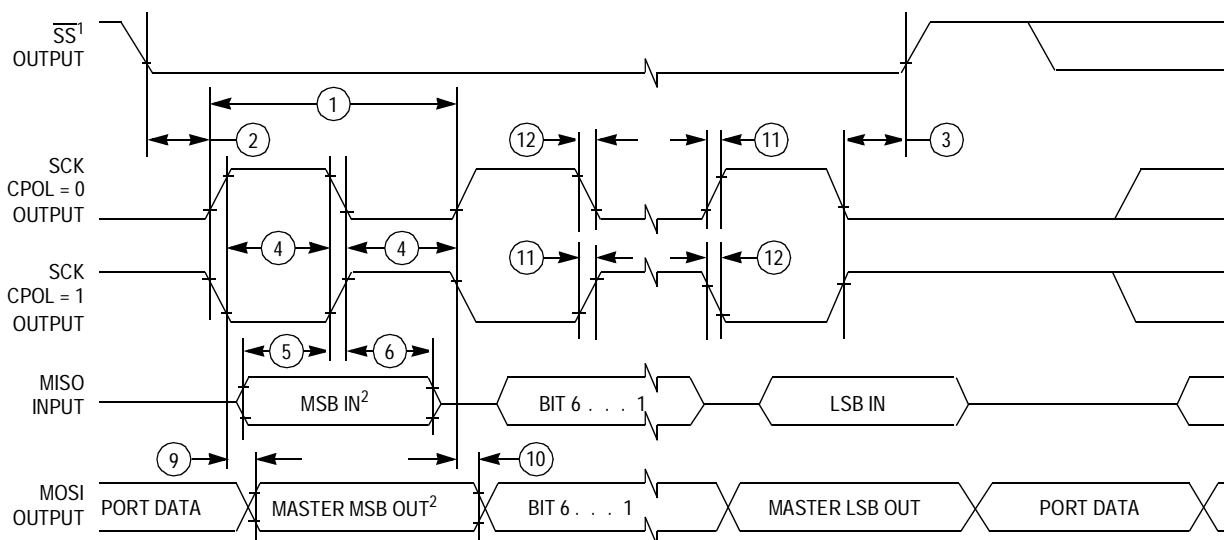 SS¹
OUTPUT
1
2
12
11
3
SCK
CPOL = 0
OUTPUT
4
4
SCK
CPOL = 1
OUTPUT
11
12
5
6
MISO
INPUT
MSB IN²
BIT 6 . . . 1
LSB IN
9
10
MOSI
OUTPUT
PORT DATA
MASTER MSB OUT²
BIT 6 . . . 1
MASTER LSB OUT
PORT DATA